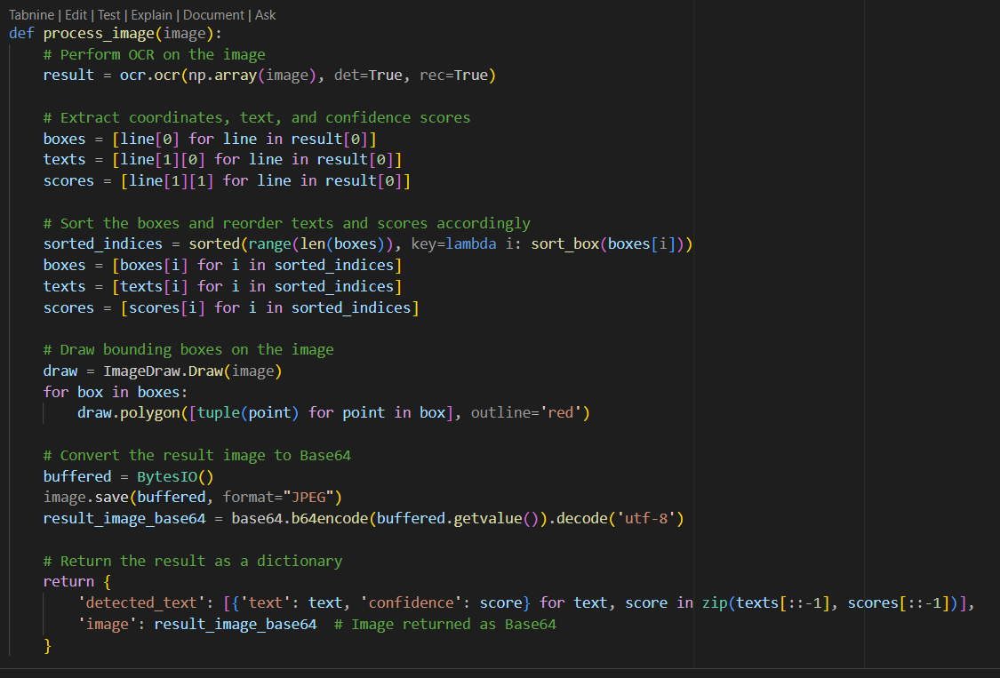 Tabnine | Edit | Test | Explain | Document | Ask
def process_image(image):
    # Perform OCR on the image
    result = ocr.ocr(np.array(image), det=True, rec=True)

    # Extract coordinates, text, and confidence scores
    boxes = [line[0] for line in result[0]]
    texts = [line[1][0] for line in result[0]]
    scores = [line[1][1] for line in result[0]]

    # Sort the boxes and reorder texts and scores accordingly
    sorted_indices = sorted(range(len(boxes)), key=lambda i: sort_box(boxes[i]))
    boxes = [boxes[i] for i in sorted_indices]
    texts = [texts[i] for i in sorted_indices]
    scores = [scores[i] for i in sorted_indices]

    # Draw bounding boxes on the image
    draw = ImageDraw.Draw(image)
    for box in boxes:
        draw.polygon([tuple(point) for point in box], outline='red')

    # Convert the result image to Base64
    buffered = BytesIO()
    image.save(buffered, format="JPEG")
    result_image_base64 = base64.b64encode(buffered.getvalue()).decode('utf-8')

    # Return the result as a dictionary
    return {
        'detected_text': [{'text': text, 'confidence': score} for text, score in zip(texts[::-1], scores[::-1])],
        'image': result_image_base64  # Image returned as Base64
    }